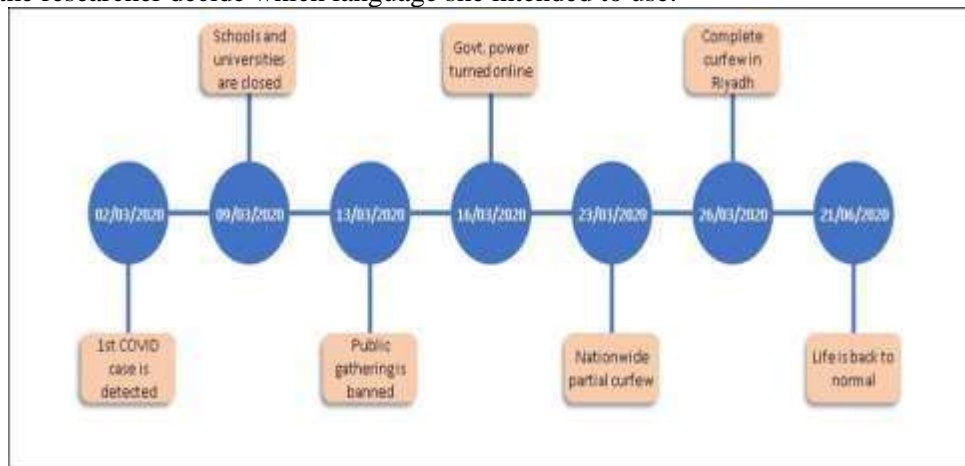 the researcher decide which language she intended to use.
Schools and
universities
are closed
Govt. power
turned online
Complete
curfew in
Riyadh
02/03/2020
09/03/2020
13/03/2020
16/03/2020
23/03/2020
26/03/2020
21/06/2020
1st COVID
case is
detected
Public
gathering is
banned
Nationwide
partial curfew
Life is back to
normal